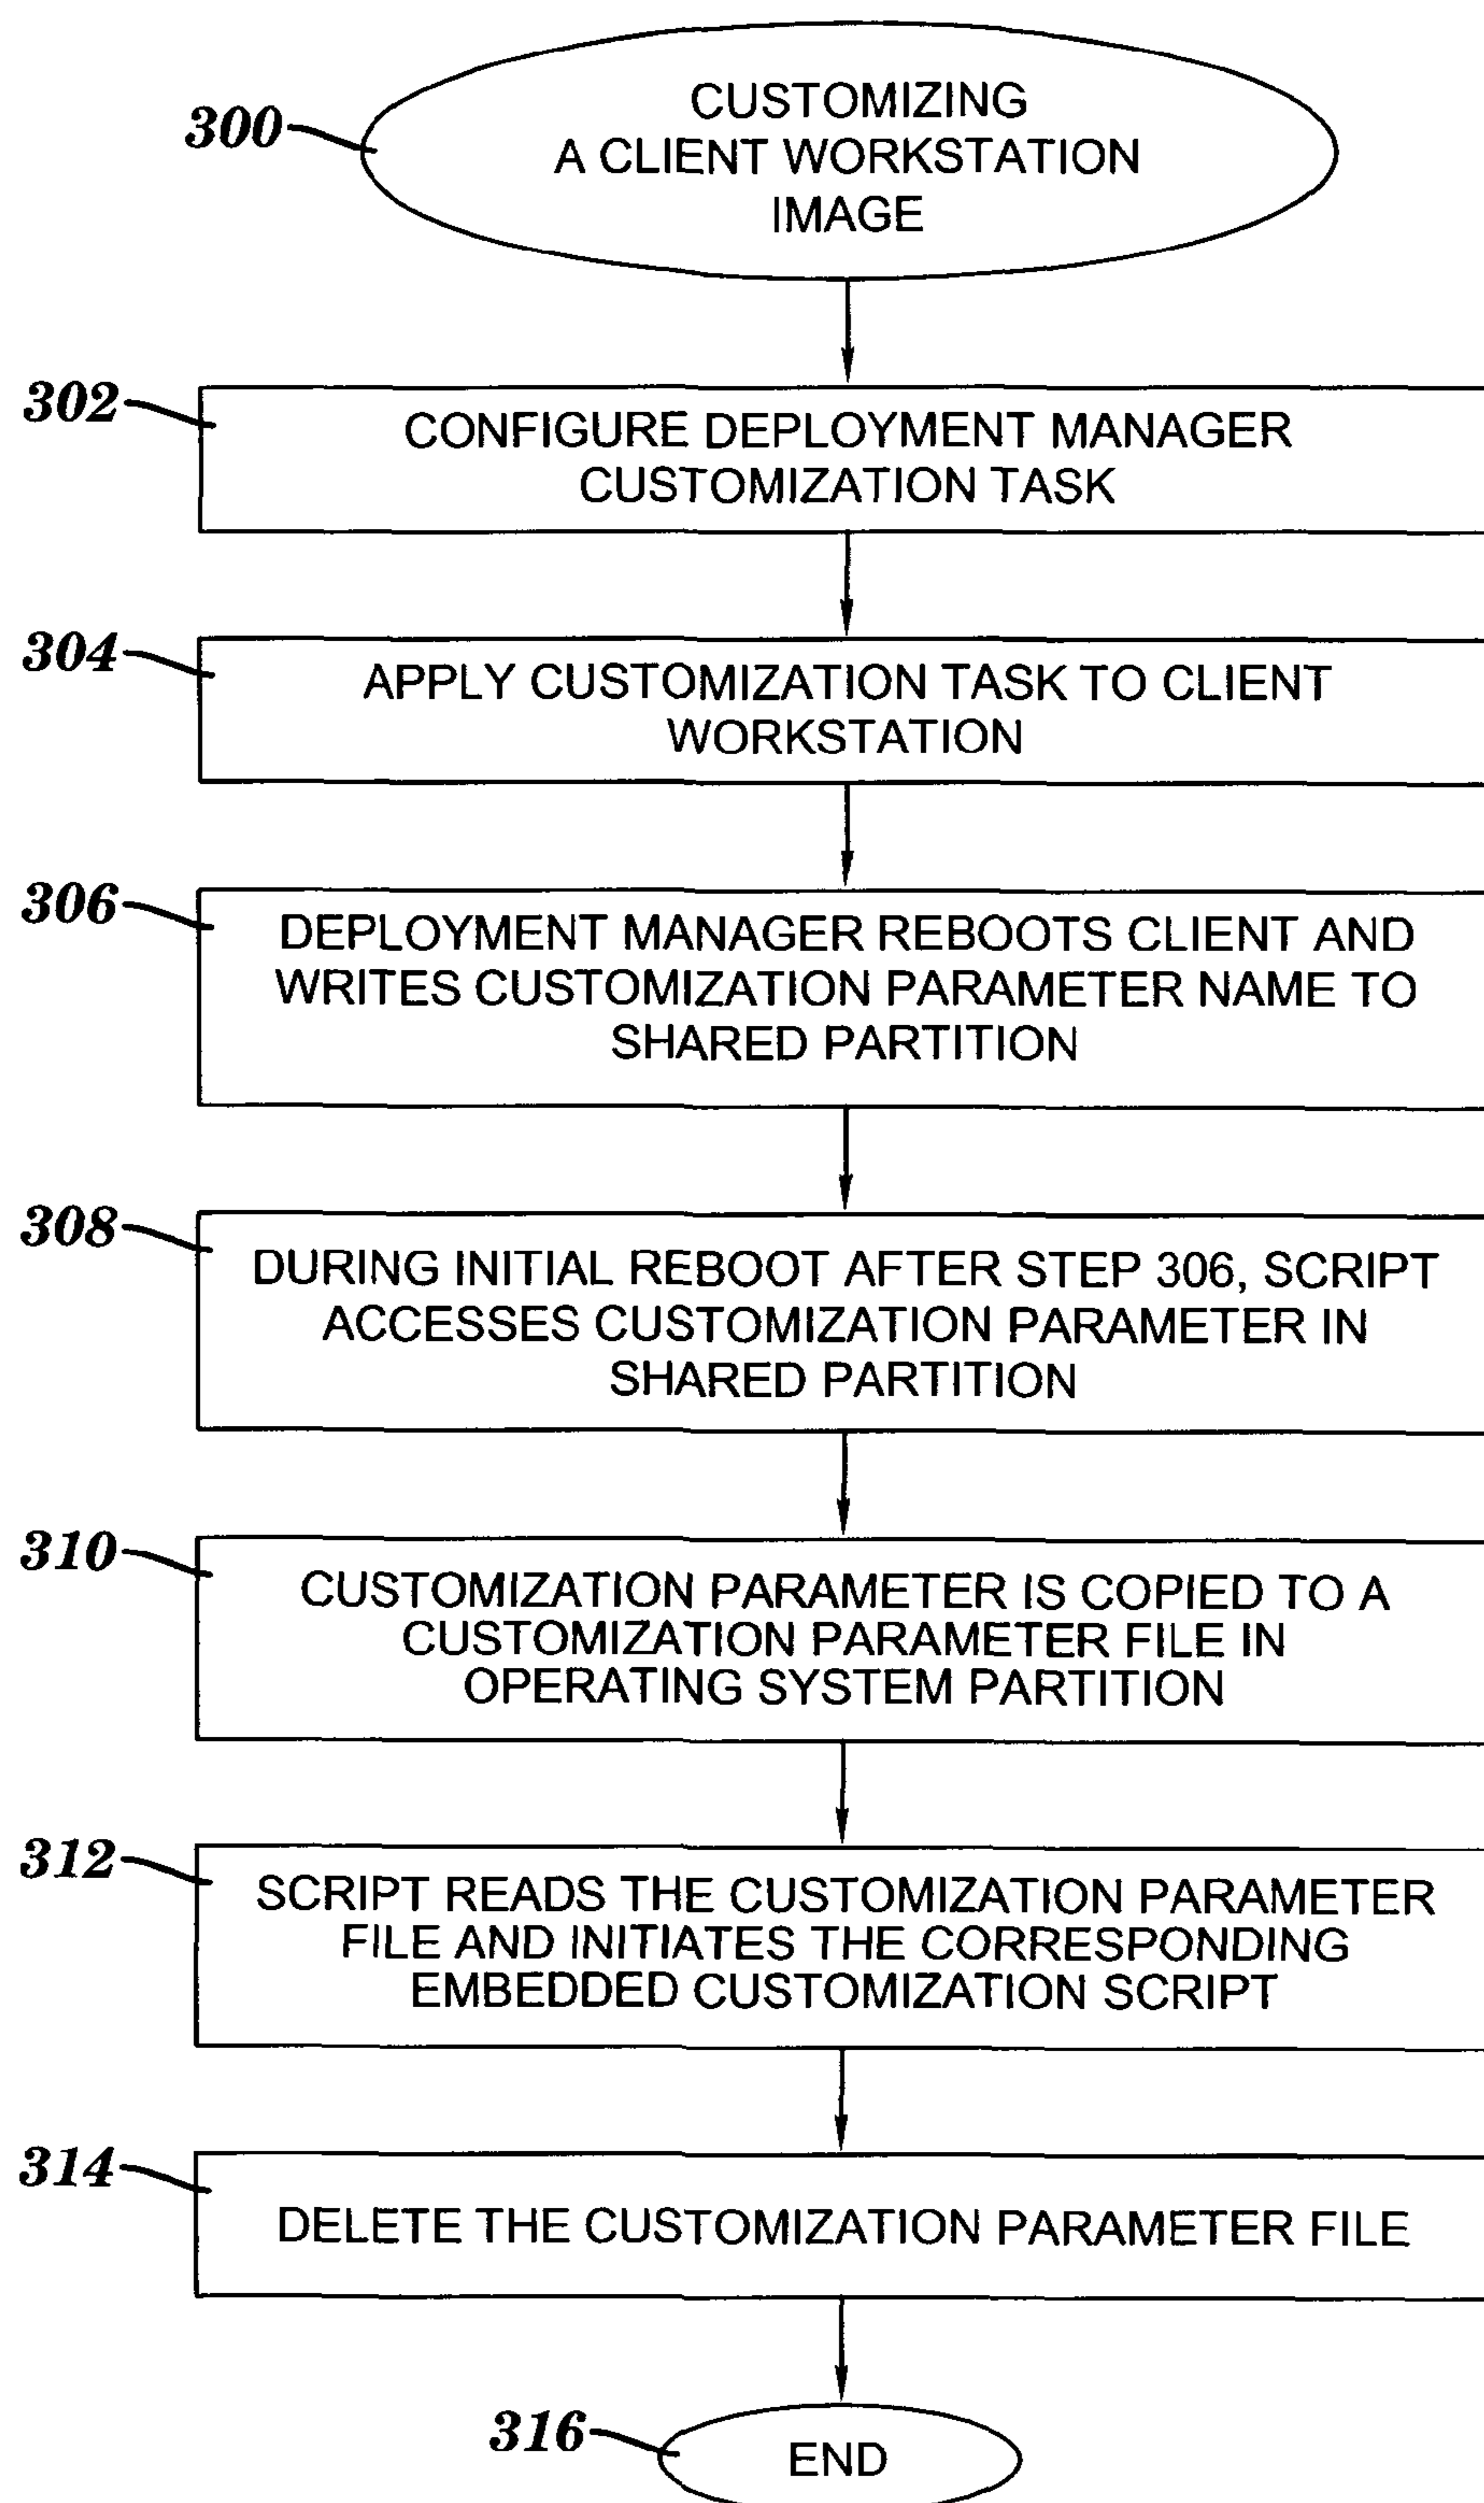 300
CUSTOMIZING
A CLIENT WORKSTATION
IMAGE
302
CONFIGURE DEPLOYMENT MANAGER
CUSTOMIZATION TASK
304
APPLY CUSTOMIZATION TASK TO CLIENT
WORKSTATION
306
DEPLOYMENT MANAGER REBOOTS CLIENT AND
WRITES CUSTOMIZATION PARAMETER NAME TO
SHARED PARTITION
308
DURING INITIAL REBOOT AFTER STEP 306, SCRIPT
ACCESSES CUSTOMIZATION PARAMETER IN
SHARED PARTITION
310
CUSTOMIZATION PARAMETER IS COPIED TO A
CUSTOMIZATION PARAMETER FILE IN
OPERATING SYSTEM PARTITION
312
SCRIPT READS THE CUSTOMIZATION PARAMETER
FILE AND INITIATES THE CORRESPONDING
EMBEDDED CUSTOMIZATION SCRIPT
314
DELETE THE CUSTOMIZATION PARAMETER FILE
316
END